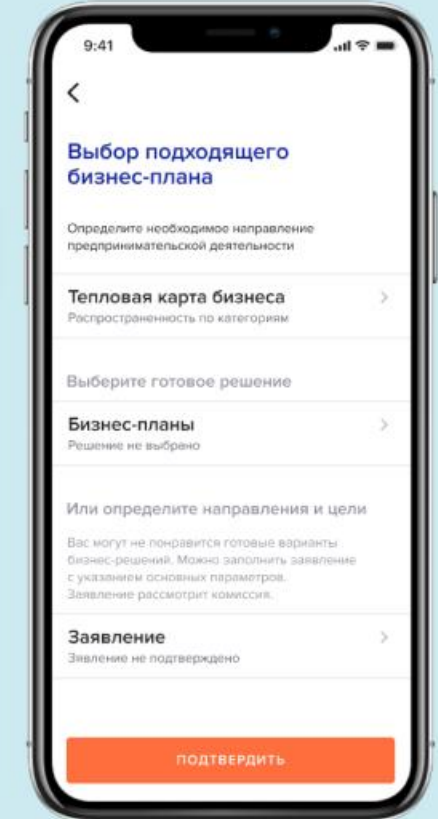 9:41
Выбор подходящего
бизнес-плана
Определите необходимое направление
предпринимательской деятельности
Тепловая карта бизнеса
Распространенность по категориям
Выберите готовое решение
Бизнес-планы
Решение не выбрано
Или определите направления и цели
Вас могут не понравится готовые варианты
бизнес-решений. Можно заполнить заявление
с указанием основных параметров.
Заявление рассмотрит комиссия.
Заявление
Зявление не подтверждено
ПОДТВЕРДИТЬ